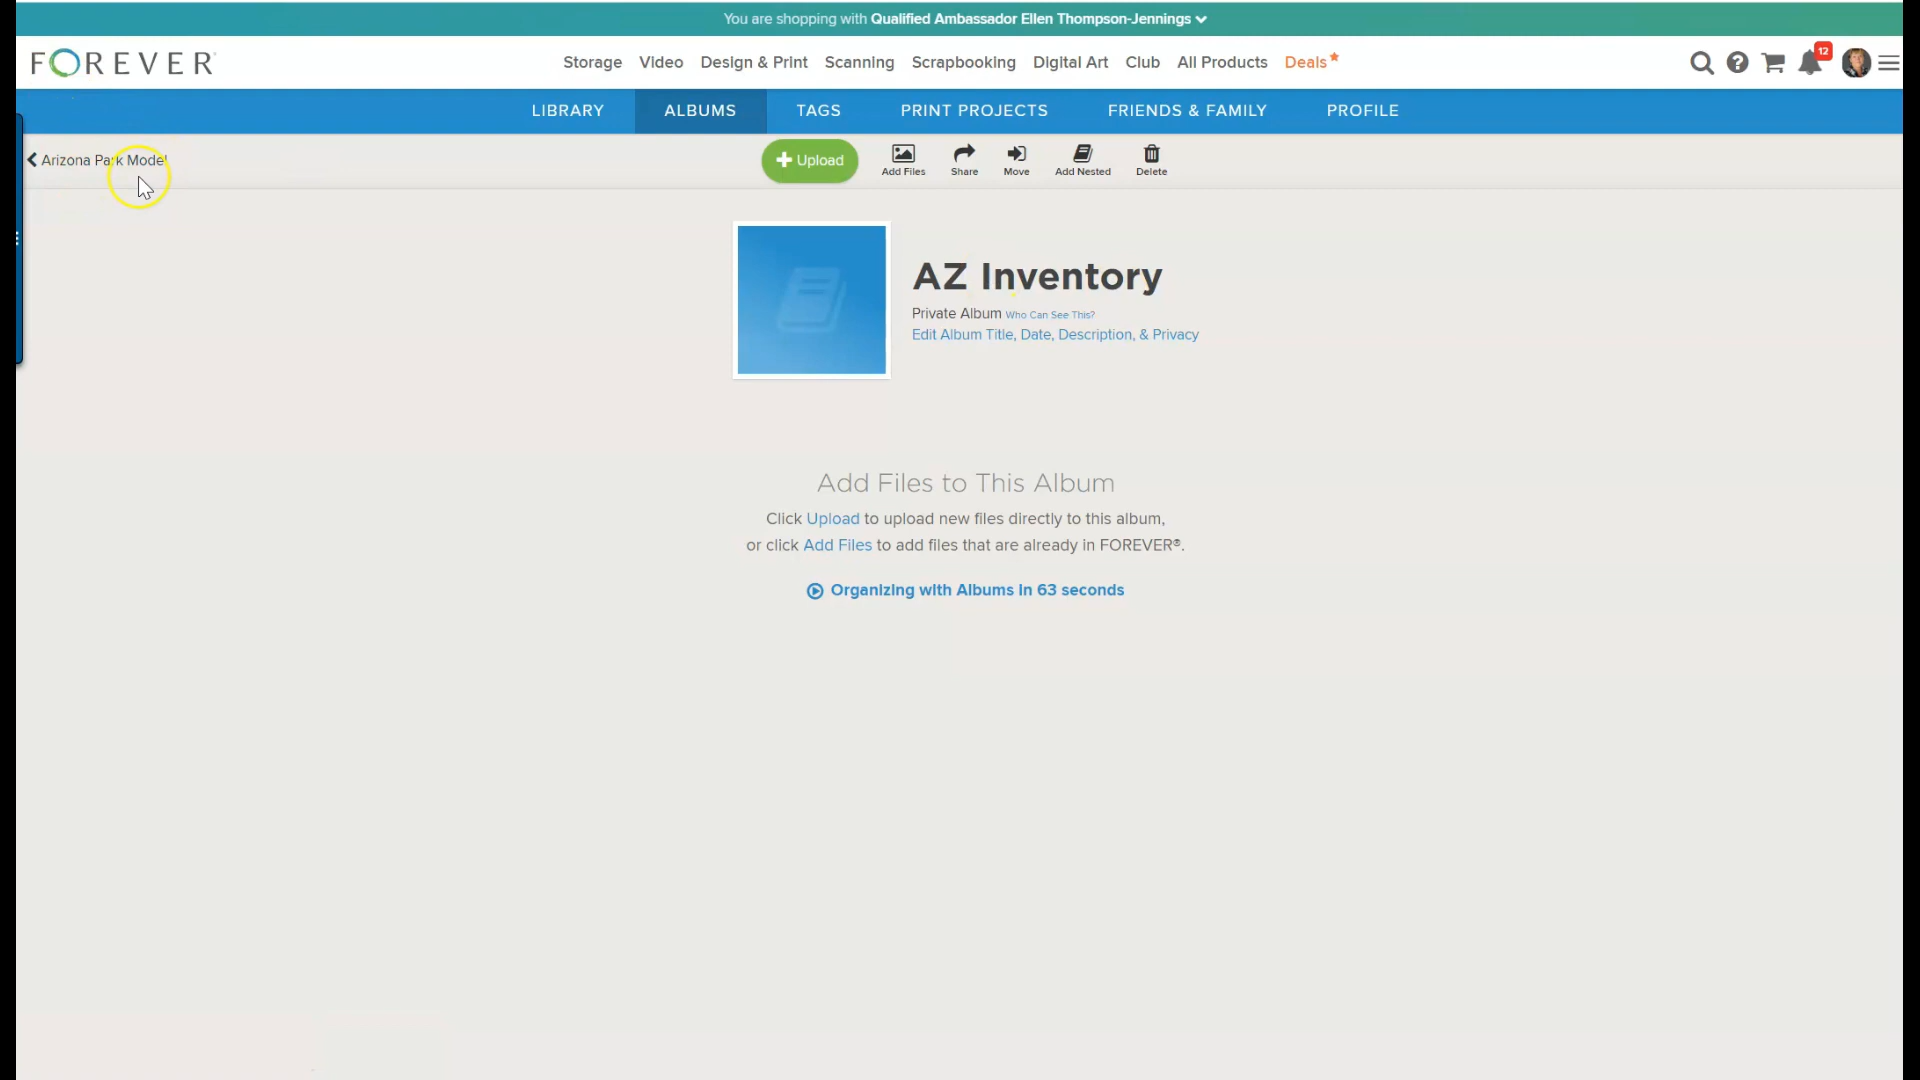 You are shopping with Qualified Ambassador Ellen Thompson-Jennings
FOREVER
Storage Video Design & Print Scanning Scrapbooking Digital Art Club All Products Deals
12
LIBRARY ALBUMS TAGS PRINT PROJECTS FRIENDS & FAMILY PROFILE
Arizona Park Model
Upload
Add Files Share Move Add Nested Delete
AZ Inventory
Private Album Who Can See This?
Edit Album Title, Date, Description, & Privacy
Add Files to This Album
Click Upload to upload new files directly to this album,
or click Add Files to add files that are already in FOREVER®.
Organizing with Albums in 63 seconds